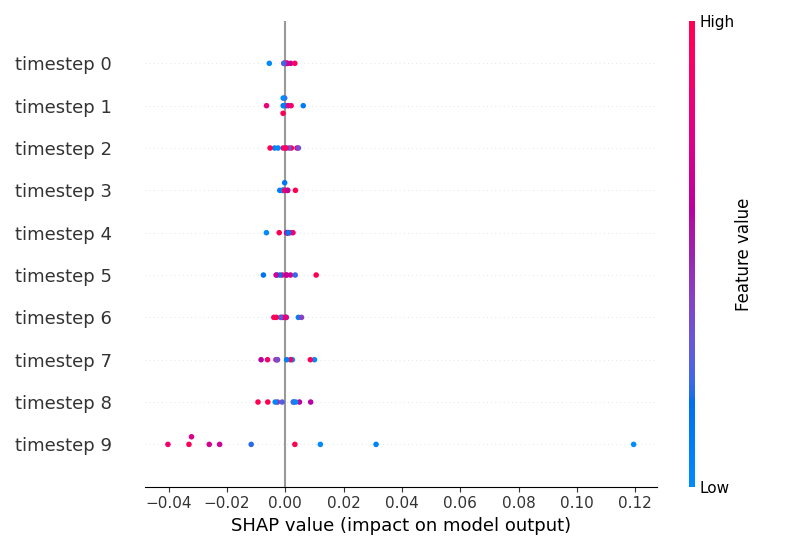 High
timestep 0
timestep 1
timestep 2
timestep 3
timestep 4
timestep 5
timestep 6
timestep 7
timestep 8
timestep 9
Feature value
Low
−0.04 −0.02 0.00 0.02 0.04 0.06 0.08 0.10 0.12
SHAP value (impact on model output)